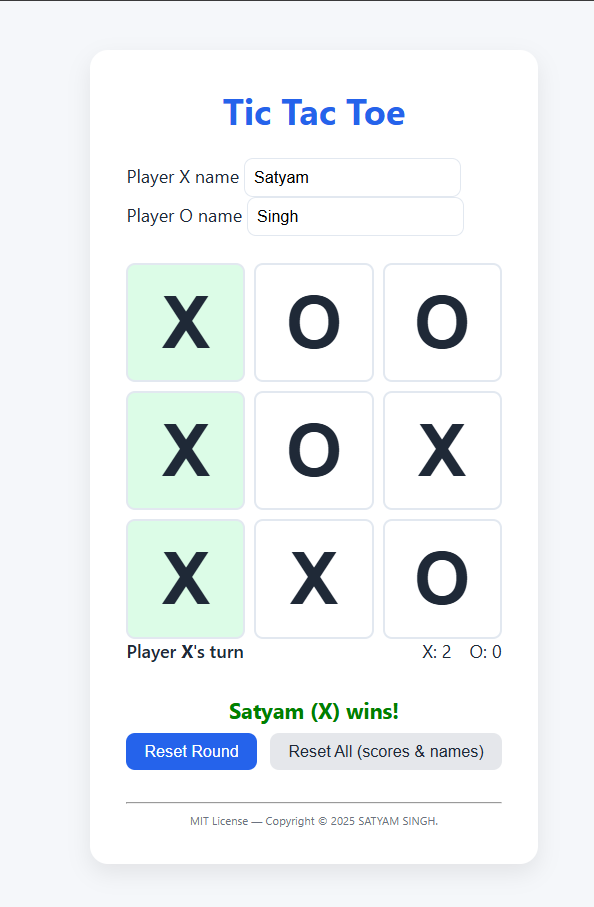 Tic Tac Toe
Player X name Satyam
Player O name Singh
X O O
X O X
X X O
Player X's turn X: 2 O: 0
Satyam (X) wins!
Reset Round Reset All (scores & names)
MIT License — Copyright © 2025 SATYAM SINGH.